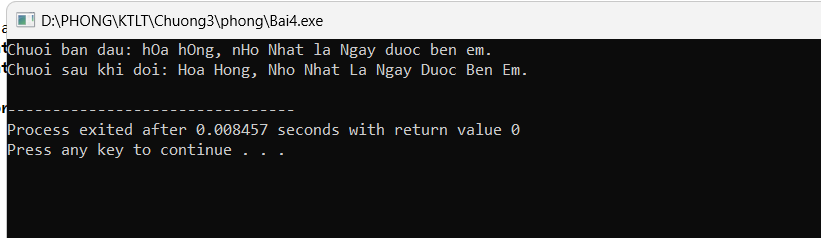 D:\PHONG\KTLT\Chuong3\phong\Bai4.exe
Chuoi ban dau: hOa hOng, nHo Nhat la Ngay duoc ben em.
Chuoi sau khi doi: Hoa Hong, Nho Nhat La Ngay Duoc Ben Em.
--------------------------------
Process exited after 0.008457 seconds with return value 0
Press any key to continue . . .